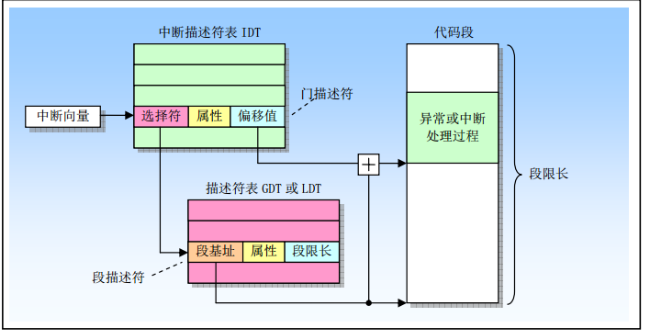 中断描述符表 IDT
代码段
中断向量
选择符
属性
偏移值
门描述符
异常或中断
处理过程
段限长
描述符表 GDT 或 LDT
段基址
属性
段限长
段描述符